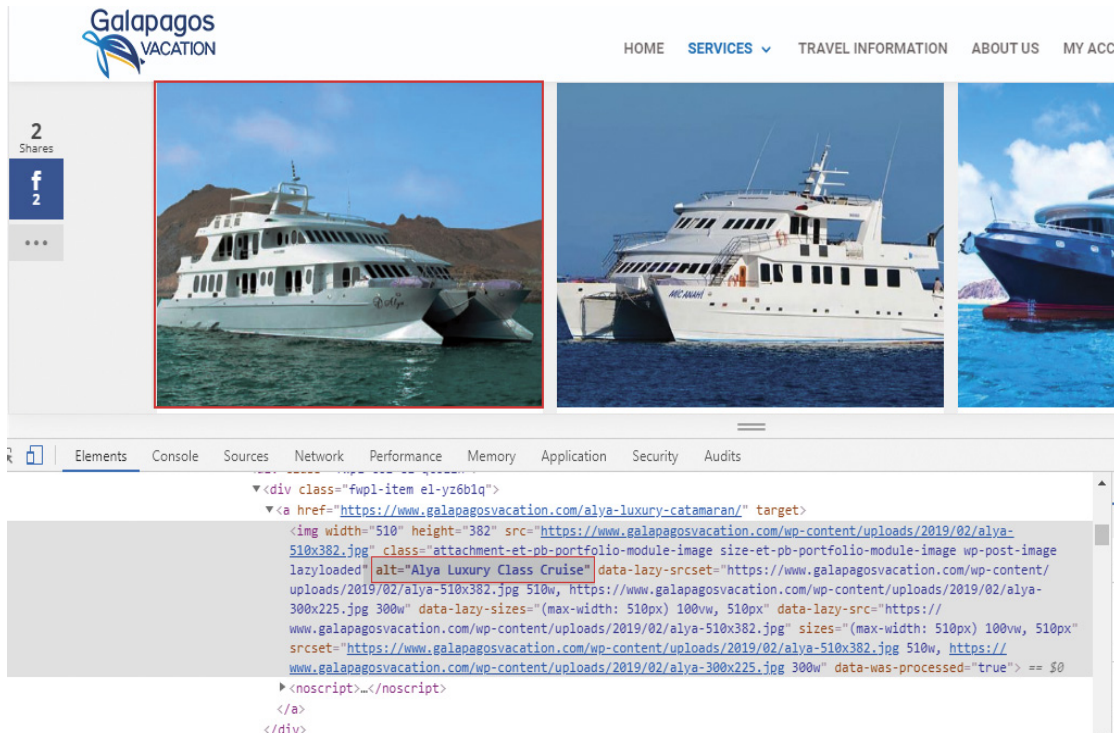 Galapagos
VACATION
HOME SERVICES TRAVEL INFORMATION ABOUT US MY ACC
2
Shares
f
2
Alya
MC ANAHI
Elements Console Sources Network Performance Memory Application Security Audits
▼<div class="fwpl-item el-yz6b1q">
▼<a href="https://www.galapagosvacation.com/alya-luxury-catamaran/" target>
<img width="510" height="382" src="https://www.galapagosvacation.com/wp-content/uploads/2019/02/alya-
510x382.jpg" class="attachment-et-pb-portfolio-module-image size-et-pb-portfolio-module-image wp-post-image
lazyloaded" alt="Alya Luxury Class Cruise" data-lazy-srcset="https://www.galapagosvacation.com/wp-content/
uploads/2019/02/alya-510x382.jpg 510w, https://www.galapagosvacation.com/wp-content/uploads/2019/02/alya-
300x225.jpg 300w" data-lazy-sizes="(max-width: 510px) 100vw, 510px" data-lazy-src="https://
www.galapagosvacation.com/wp-content/uploads/2019/02/alya-510x382.jpg" sizes="(max-width: 510px) 100vw, 510px"
srcset="https://www.galapagosvacation.com/wp-content/uploads/2019/02/alya-510x382.jpg 510w, https://
www.galapagosvacation.com/wp-content/uploads/2019/02/alya-300x225.jpg 300w" data-was-processed="true"> == $0
▶<noscript>…</noscript>
</a>
</div>